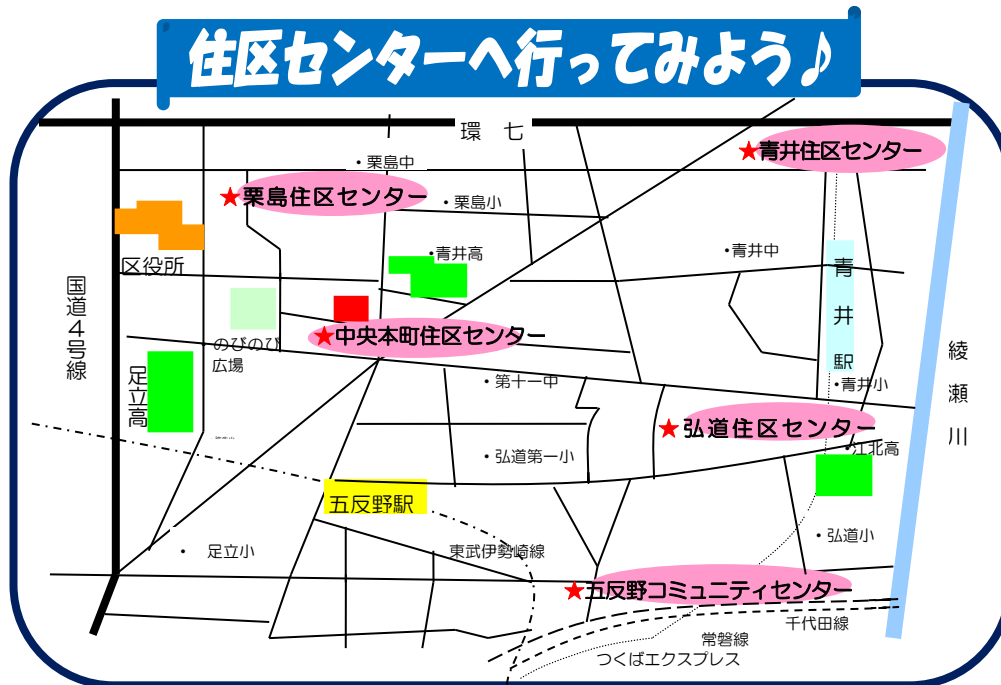 住区センターへ行ってみよう♪
環 七
★青井住区センター
・栗島中
★栗島住区センター
・栗島小
・青井高
・青井中
区役所
青井駅
国道4号線
★中央本町住区センター
のびのび
広場
綾瀬川
足立高
・第十一中
・青井小
★弘道住区センター
・江北高
・弘道第一小
五反野駅
・弘道小
・ 足立小
東武伊勢崎線
★五反野コミュニティセンター
千代田線
常磐線
つくばエクスプレス